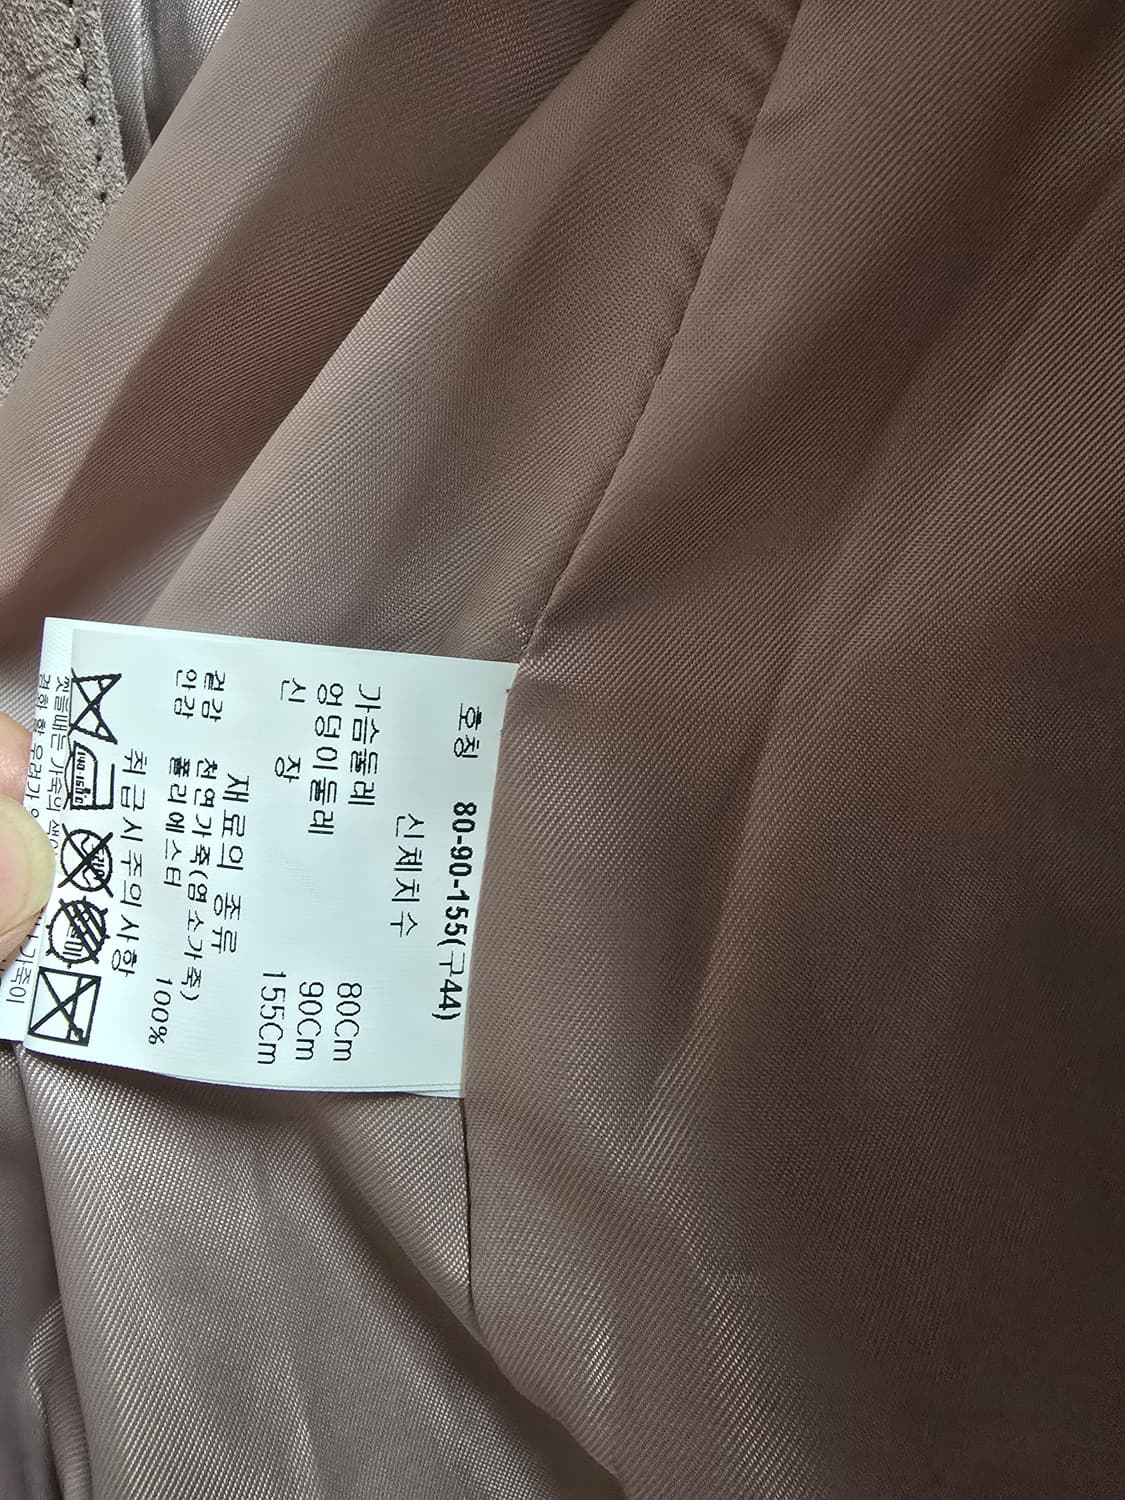 호칭 80-90-155(구44)
신체치수
가슴둘레 80Cm
엉덩이둘레 90Cm
신 장 155Cm
재료의 종류
겉감 천연가죽(염소가죽)
안감 폴리에스터 100%
취급시주의사항